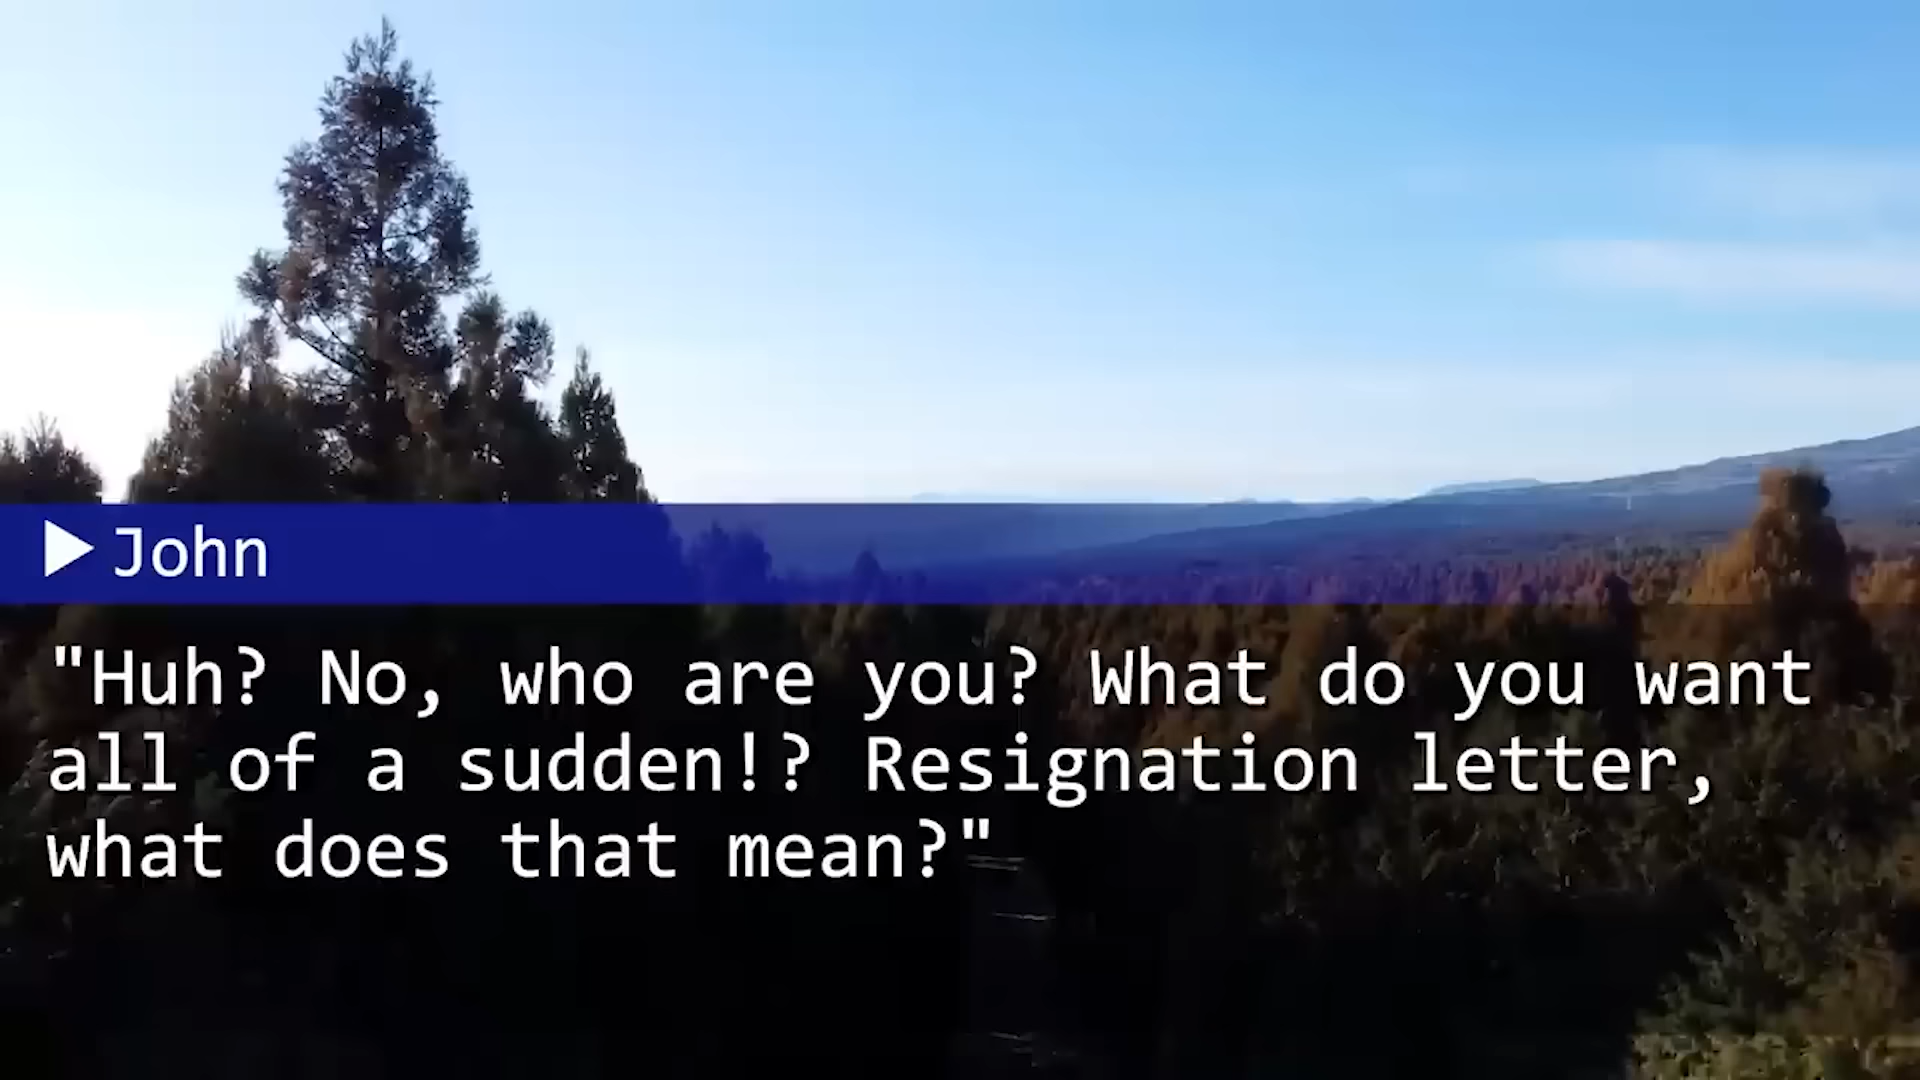 John
"Huh? No, who are you? What do you want
all of a sudden!? Resignation letter,
what does that mean?"